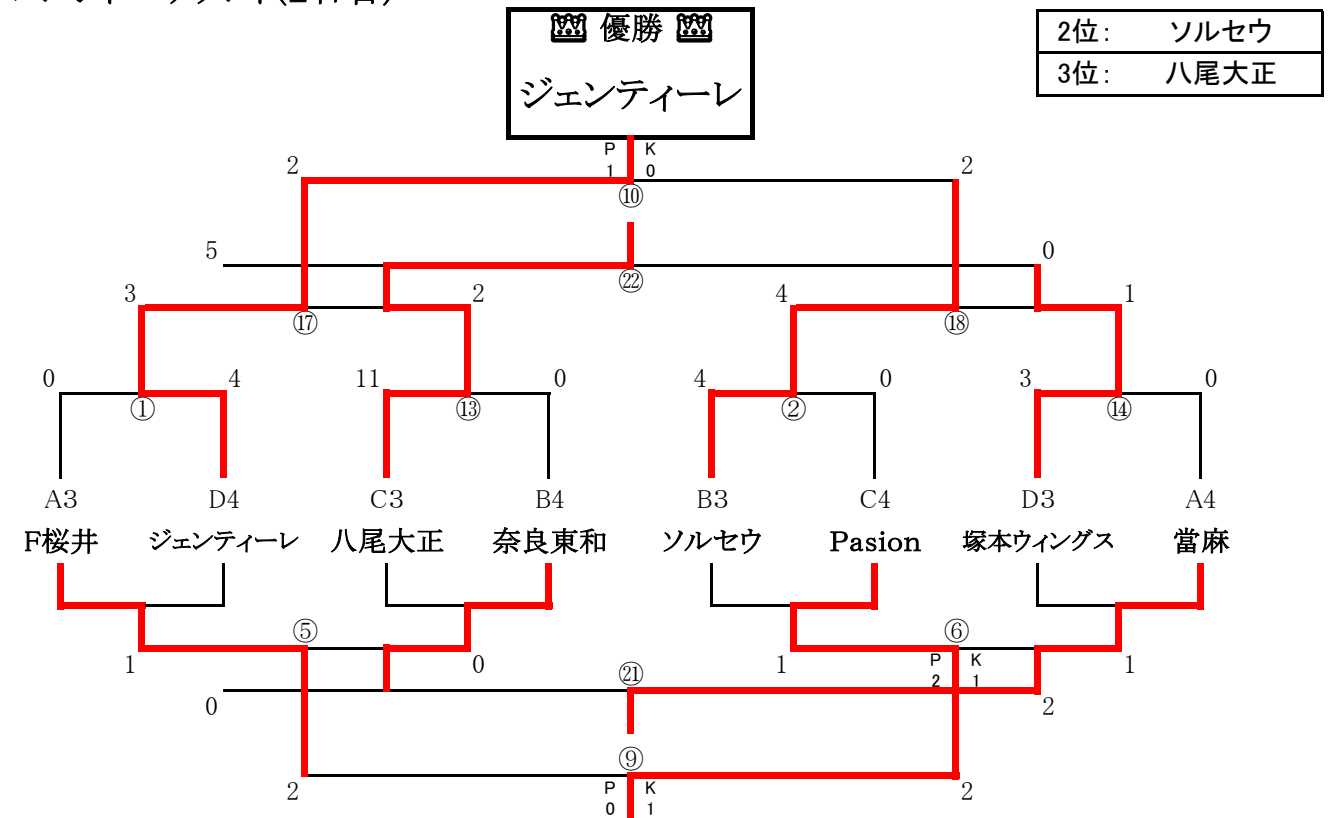 優勝
ジェンティーレ
2位： ソルセウ
3位： 八尾大正
P K
1 0
2 2
⑩
5 0
㉒
3 2 4 1
⑰ ⑱
0 4 11 0 4 0 3 0
① ⑬ ② ⑭
A3 D4 C3 B4 B3 C4 D3 A4
F桜井 ジェンティーレ 八尾大正 奈良東和 ソルセウ Pasion 塚本ウィングス 當麻
⑤ ⑥
1 0 1 P K 1
2 1
㉑
0 2
⑨
2 2
P K
0 1